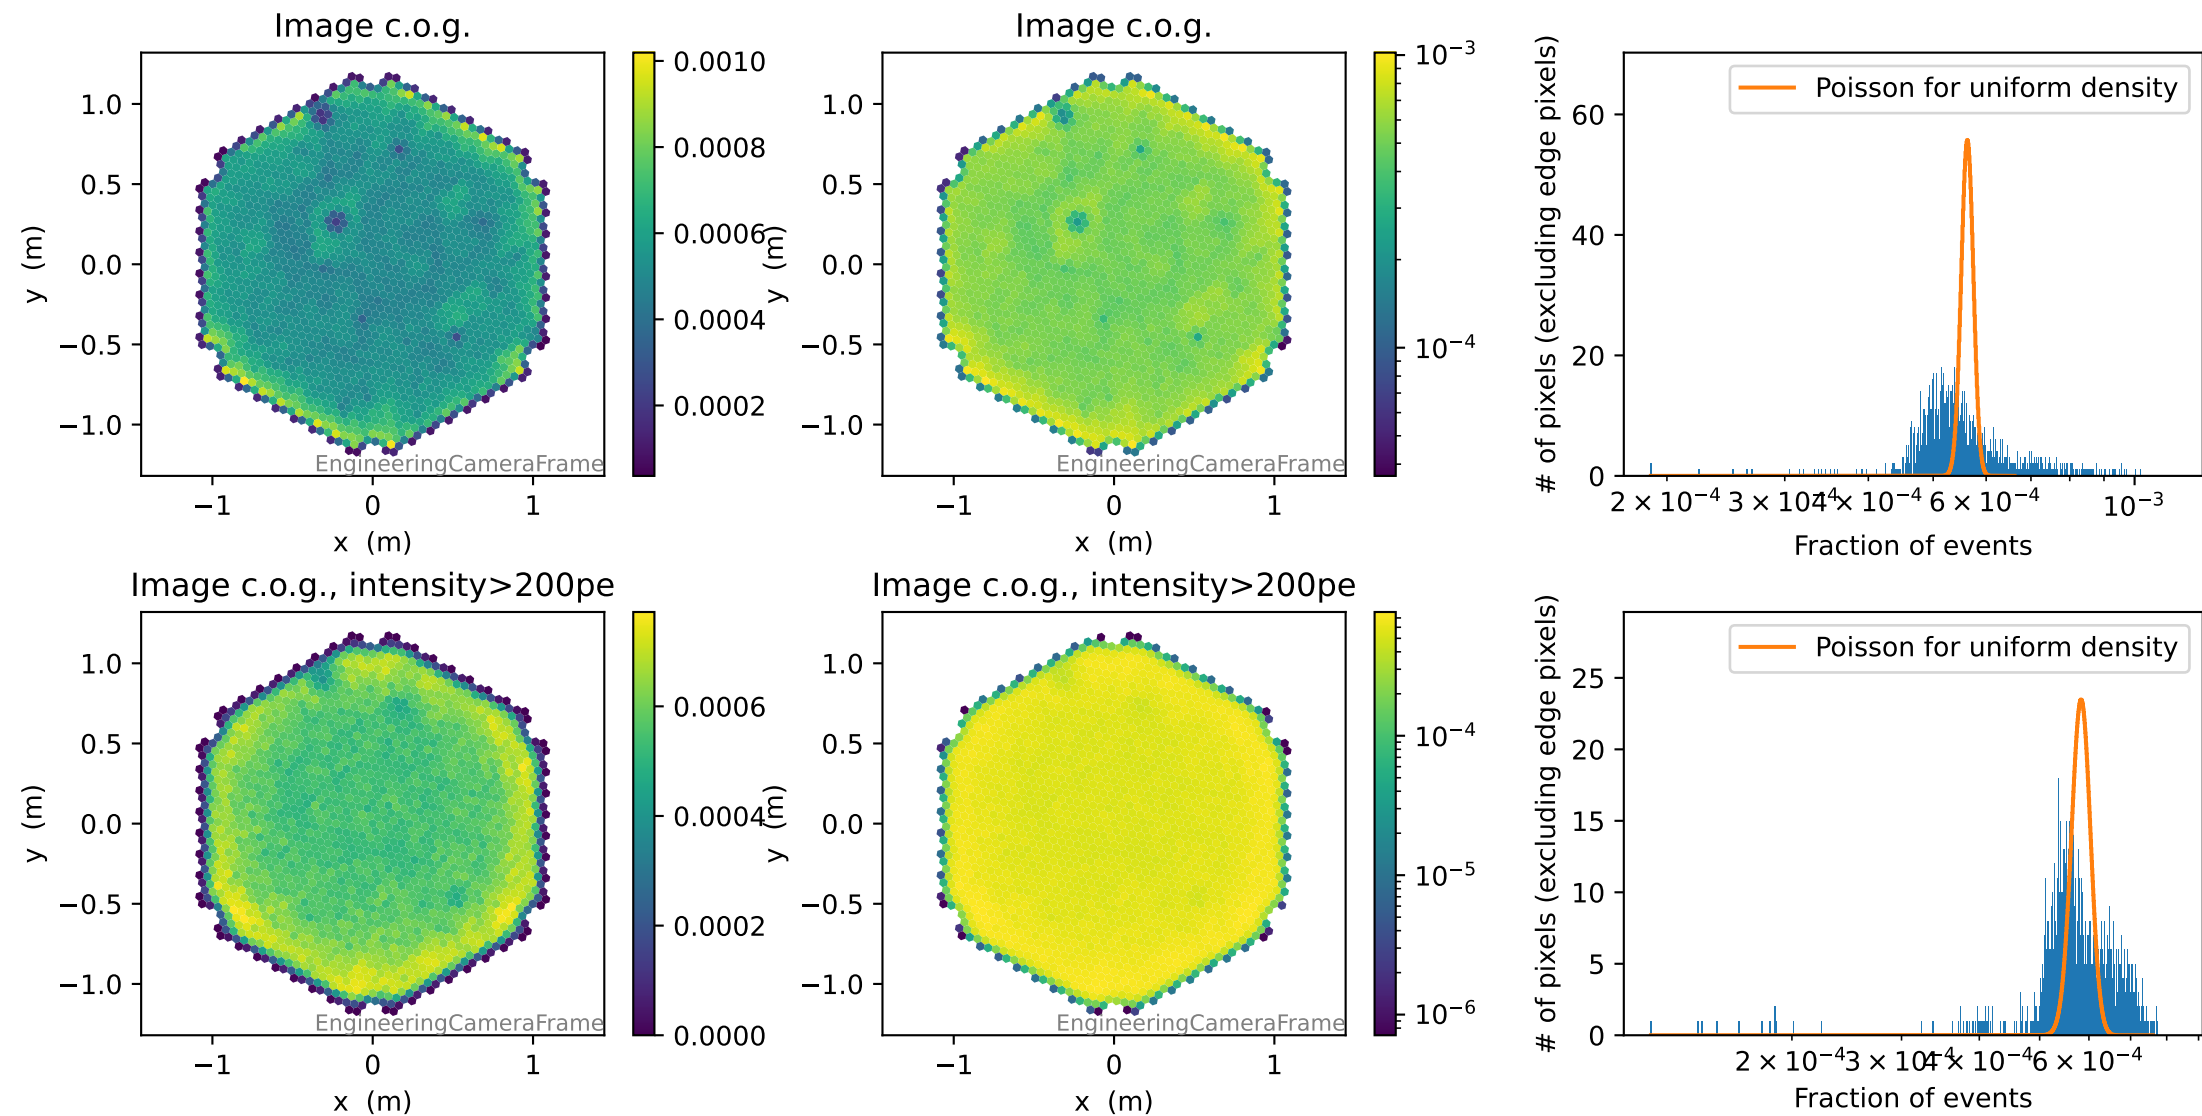 Image c.o.g.
1.0
0.5
0.0
−0.5
−1.0
y (m)
−1 0 1
x (m)
EngineeringCameraFrame
0.0010
0.0008
0.0006
0.0004
0.0002
Image c.o.g.
1.0
0.5
0.0
−0.5
−1.0
y (m)
−1 0 1
x (m)
EngineeringCameraFrame
10⁻³
10⁻⁴
Poisson for uniform density
60
40
20
0
# of pixels (excluding edge pixels)
2 × 10⁻⁴ 3 × 10⁻⁴ 4 × 10⁻⁴ 6 × 10⁻⁴ 10⁻³
Fraction of events
Image c.o.g., intensity>200pe
1.0
0.5
0.0
−0.5
−1.0
y (m)
−1 0 1
x (m)
EngineeringCameraFrame
0.0006
0.0004
0.0002
0.0000
Image c.o.g., intensity>200pe
1.0
0.5
0.0
−0.5
−1.0
y (m)
−1 0 1
x (m)
EngineeringCameraFrame
10⁻⁴
10⁻⁵
10⁻⁶
Poisson for uniform density
25
20
15
10
5
0
# of pixels (excluding edge pixels)
2 × 10⁻⁴ 3 × 10⁻⁴ 4 × 10⁻⁴ 6 × 10⁻⁴
Fraction of events